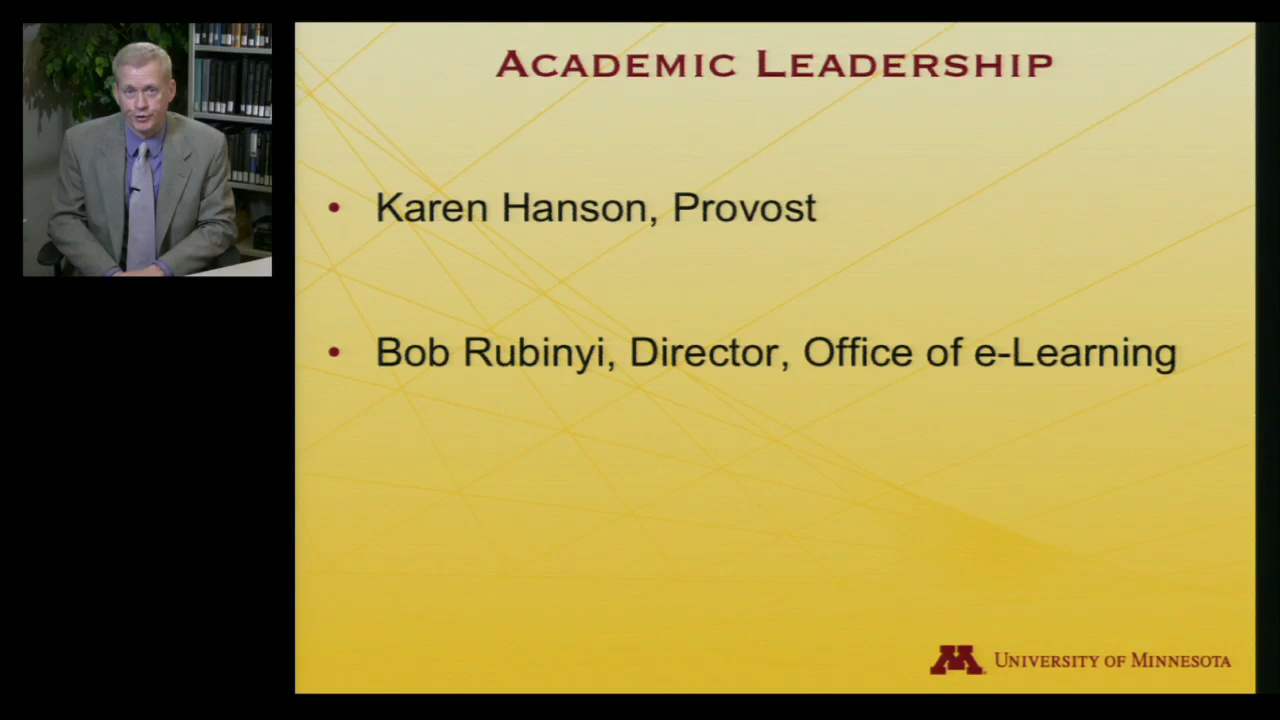 ACADEMIC LEADERSHIP
• Karen Hanson, Provost
• Bob Rubinyi, Director, Office of e-Learning
M UNIVERSITY OF MINNESOTA